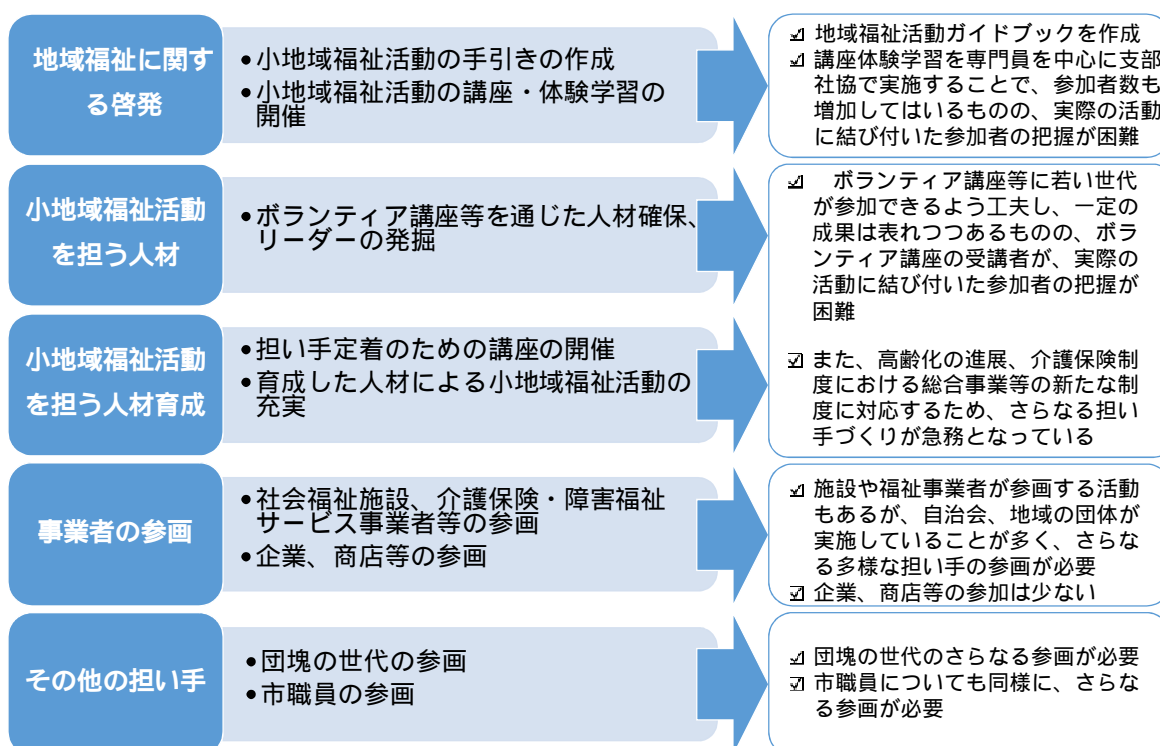 地域福祉に関す
る啓発
•小地域福祉活動の手引きの作成
•小地域福祉活動の講座・体験学習の
開催
☑ 地域福祉活動ガイドブックを作成
☑ 講座体験学習を専門員を中心に支部
社協で実施することで、参加者数も
増加してはいるものの、実際の活動
に結び付いた参加者の把握が困難
小地域福祉活動
を担う人材
•ボランティア講座等を通じた人材確保、
リーダーの発掘
☑ ボランティア講座等に若い世代
が参加できるよう工夫し、一定の
成果は表れつつあるものの、ボラ
ンティア講座の受講者が、実際の
活動に結び付いた参加者の把握が
困難
小地域福祉活動
を担う人材育成
•担い手定着のための講座の開催
•育成した人材による小地域福祉活動の
充実
☑ また、高齢化の進展、介護保険制
度における総合事業等の新たな制
度に対応するため、さらなる担い
手づくりが急務となっている
事業者の参画
•社会福祉施設、介護保険・障害福祉
サービス事業者等の参画
•企業、商店等の参画
☑ 施設や福祉事業者が参画する活動
もあるが、自治会、地域の団体が
実施していることが多く、さらな
る多様な担い手の参画が必要
☑ 企業、商店等の参加は少ない
その他の担い手
•団塊の世代の参画
•市職員の参画
☑ 団塊の世代のさらなる参画が必要
☑ 市職員についても同様に、さらな
る参画が必要